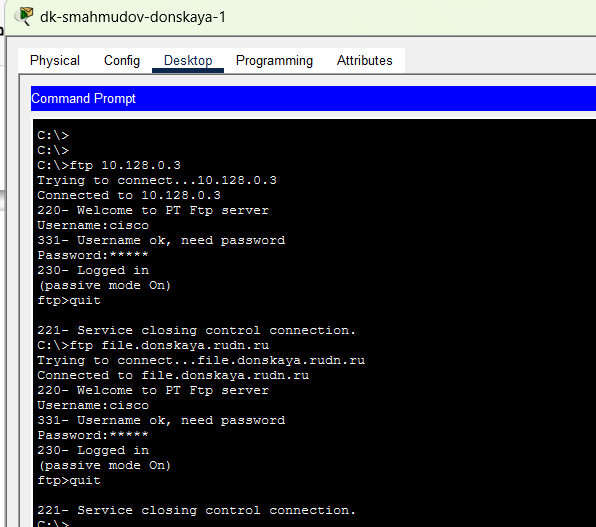 dk-smahmudov-donskaya-1
Physical Config Desktop Programming Attributes
Command Prompt
C:\>
C:\>
C:\>ftp 10.128.0.3
Trying to connect...10.128.0.3
Connected to 10.128.0.3
220- Welcome to PT Ftp server
Username:cisco
331- Username ok, need password
Password:*****
230- Logged in
(passive mode On)
ftp>quit
221- Service closing control connection.
C:\>ftp file.donskaya.rudn.ru
Trying to connect...file.donskaya.rudn.ru
Connected to file.donskaya.rudn.ru
220- Welcome to PT Ftp server
Username:cisco
331- Username ok, need password
Password:*****
230- Logged in
(passive mode On)
ftp>quit
221- Service closing control connection.
C:\>